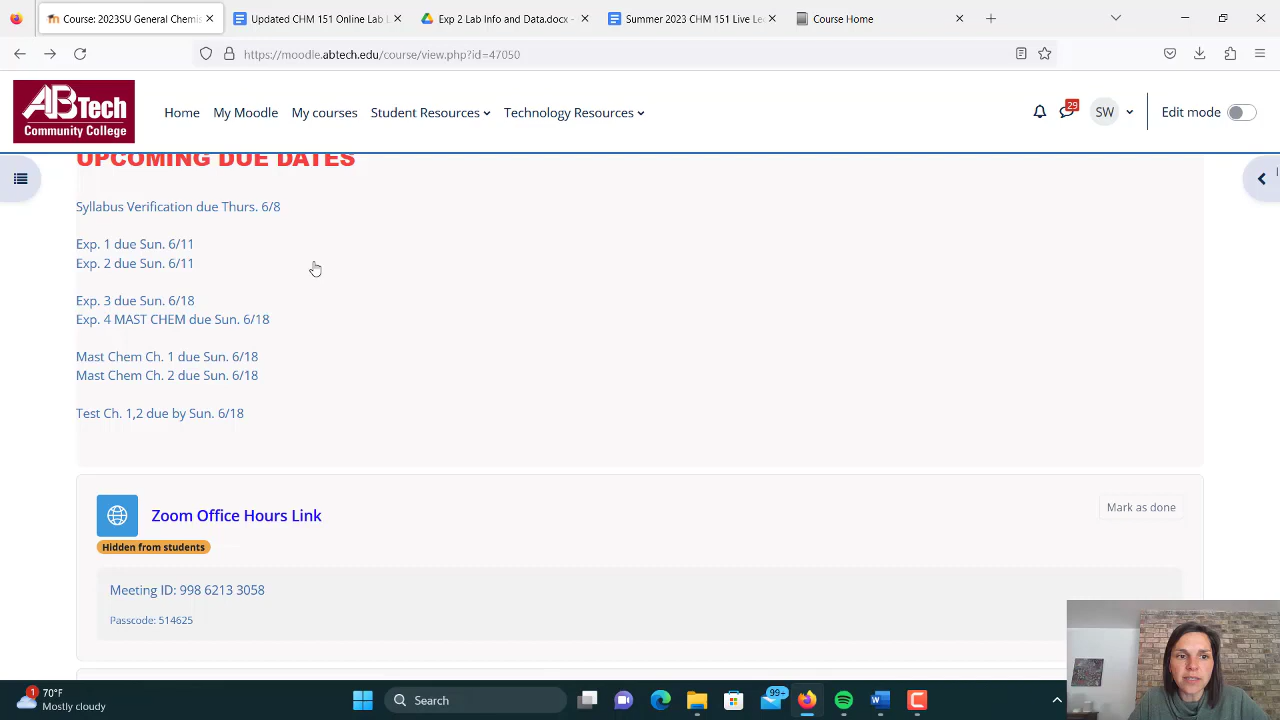 Course: 2023SU General Chemis
Updated CHM 151 Online Lab I
Exp 2 Lab Info and Data.docx -
Summer 2023 CHM 151 Live Le
Course Home
https://moodle.abtech.edu/course/view.php?id=47050
ABTech
Community College
Home
My Moodle
My courses
Student Resources
Technology Resources
29
SW
Edit mode
UPCOMING DUE DATES
Syllabus Verification due Thurs. 6/8
Exp. 1 due Sun. 6/11
Exp. 2 due Sun. 6/11
Exp. 3 due Sun. 6/18
Exp. 4 MAST CHEM due Sun. 6/18
Mast Chem Ch. 1 due Sun. 6/18
Mast Chem Ch. 2 due Sun. 6/18
Test Ch. 1,2 due by Sun. 6/18
Zoom Office Hours Link
Mark as done
Hidden from students
Meeting ID: 998 6213 3058
Passcode: 514625
1
70°F
Mostly cloudy
Search
99+